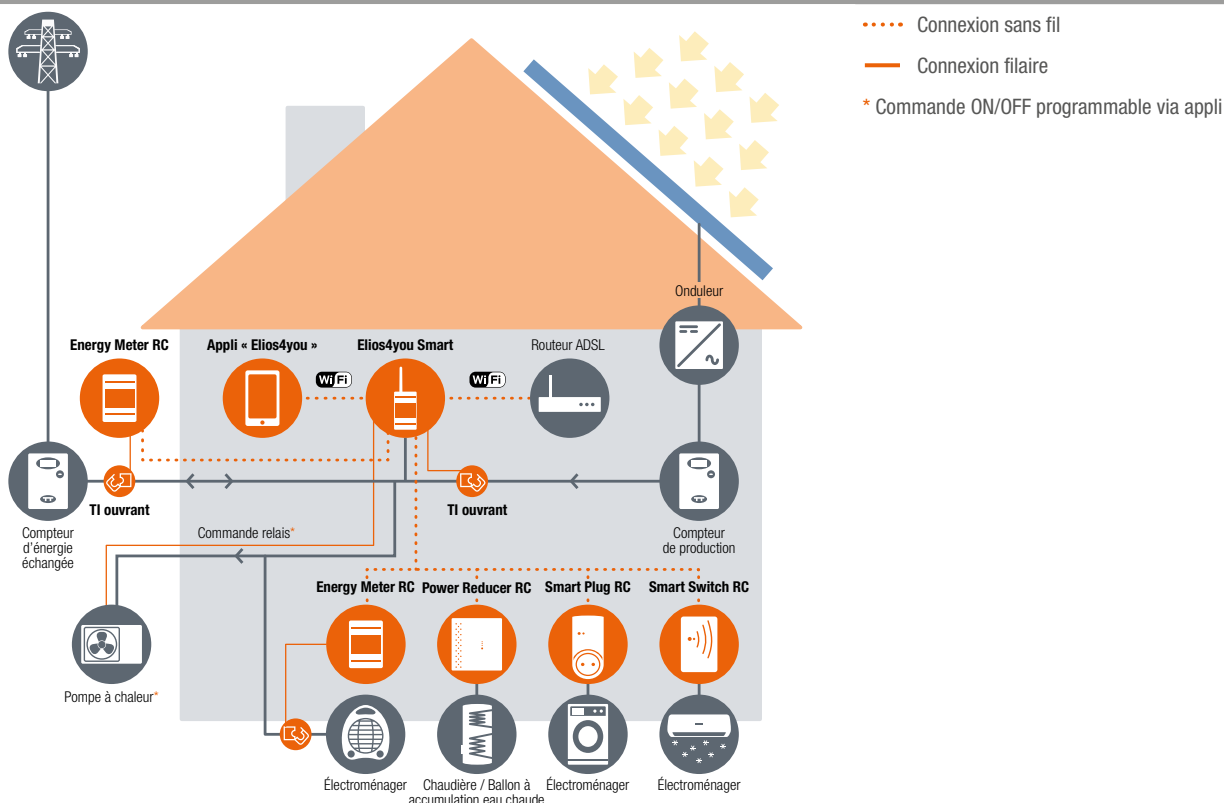 Connexion sans fil
Connexion filaire
* Commande ON/OFF programmable via appli
Onduleur
Energy Meter RC
Appli « Elios4you »
Elios4you Smart
Routeur ADSL
WiFi
WiFi
TI ouvrant
TI ouvrant
Compteur
d'énergie
échangée
Commande relais*
Compteur
de production
Energy Meter RC
Power Reducer RC
Smart Plug RC
Smart Switch RC
Pompe à chaleur*
Électroménager
Chaudière / Ballon à
accumulation eau chaude
Électroménager
Électroménager